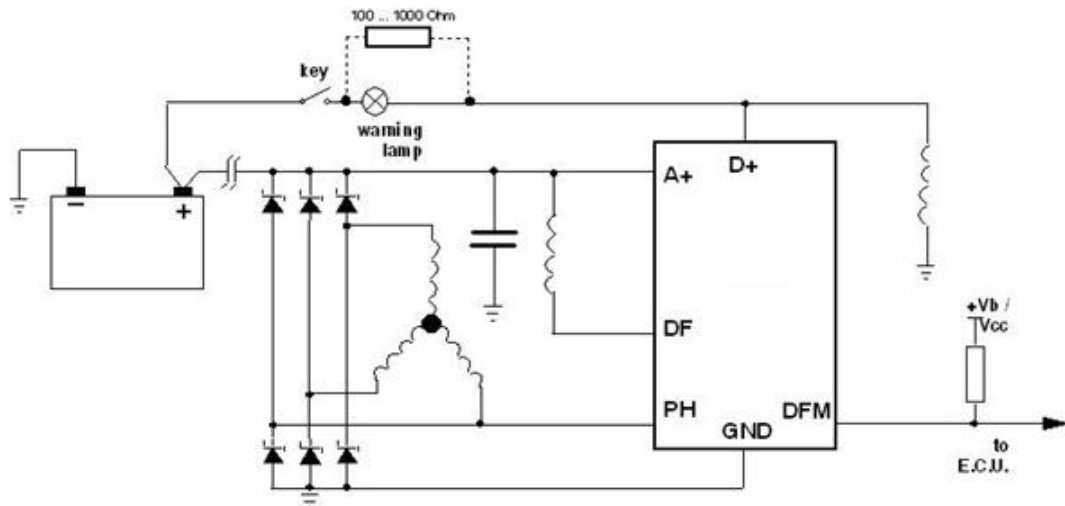 100 ... 1000 Ohm
key
warning
lamp
A+
D+
−
+
+Vb /
Vcc
DF
PH
DFM
GND
to
E.C.U.